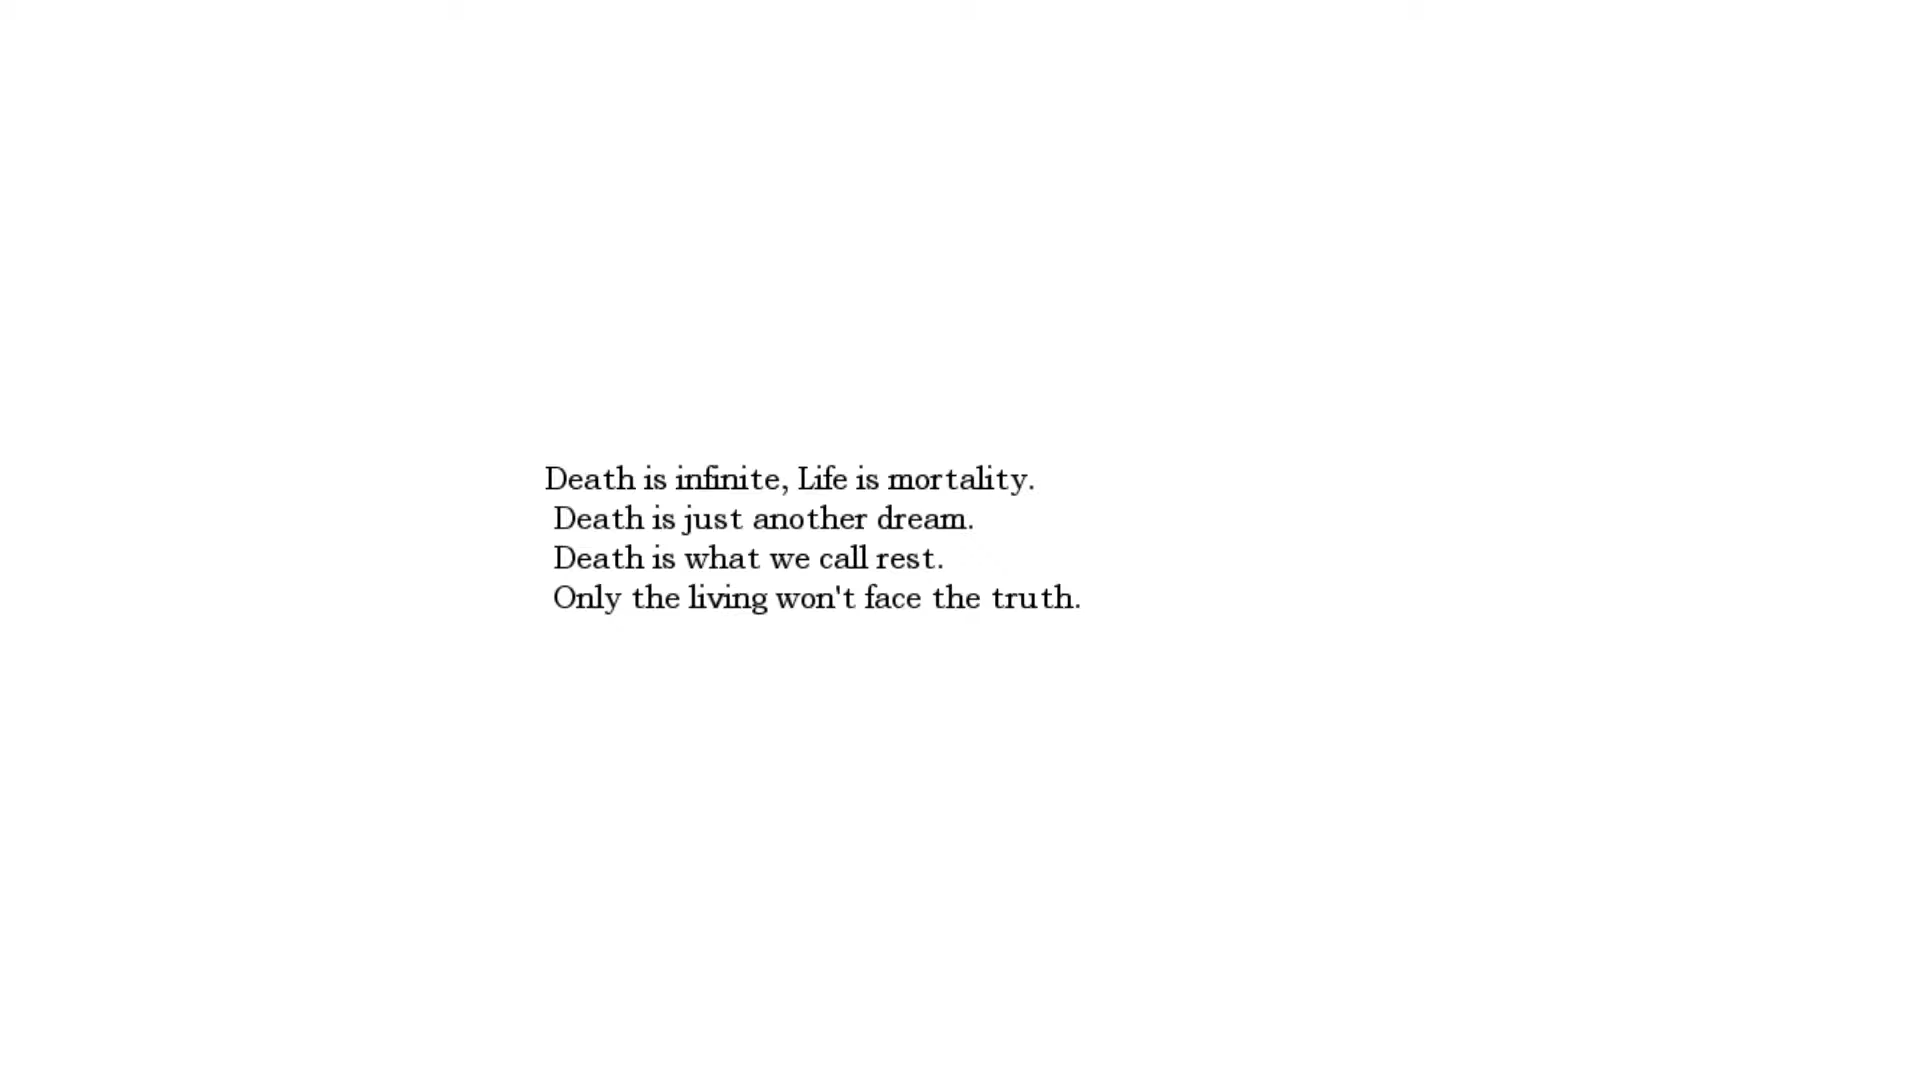 Death is infinite, Life is mortality.
Death is just another dream.
Death is what we call rest.
Only the living won't face the truth.